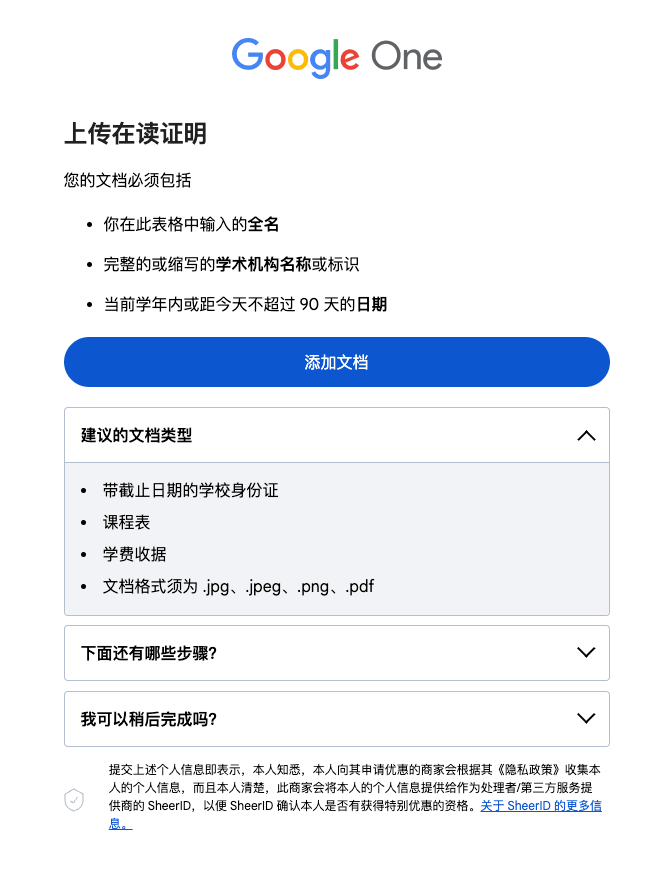 Google One
上传在读证明
您的文档必须包括
• 你在此表格中输入的全名
• 完整的或缩写的学术机构名称或标识
• 当前学年内或距今天不超过 90 天的日期
添加文档
建议的文档类型
• 带截止日期的学校身份证
• 课程表
• 学费收据
• 文档格式须为 .jpg、.jpeg、.png、.pdf
下面还有哪些步骤?
我可以稍后完成吗?
提交上述个人信息即表示，本人知悉，本人向其申请优惠的商家会根据其《隐私政策》收集本
人的个人信息，而且本人清楚，此商家会将本人的个人信息提供给作为处理者/第三方服务提
供商的 SheerID，以便 SheerID 确认本人是否有获得特别优惠的资格。关于 SheerID 的更多信
息。